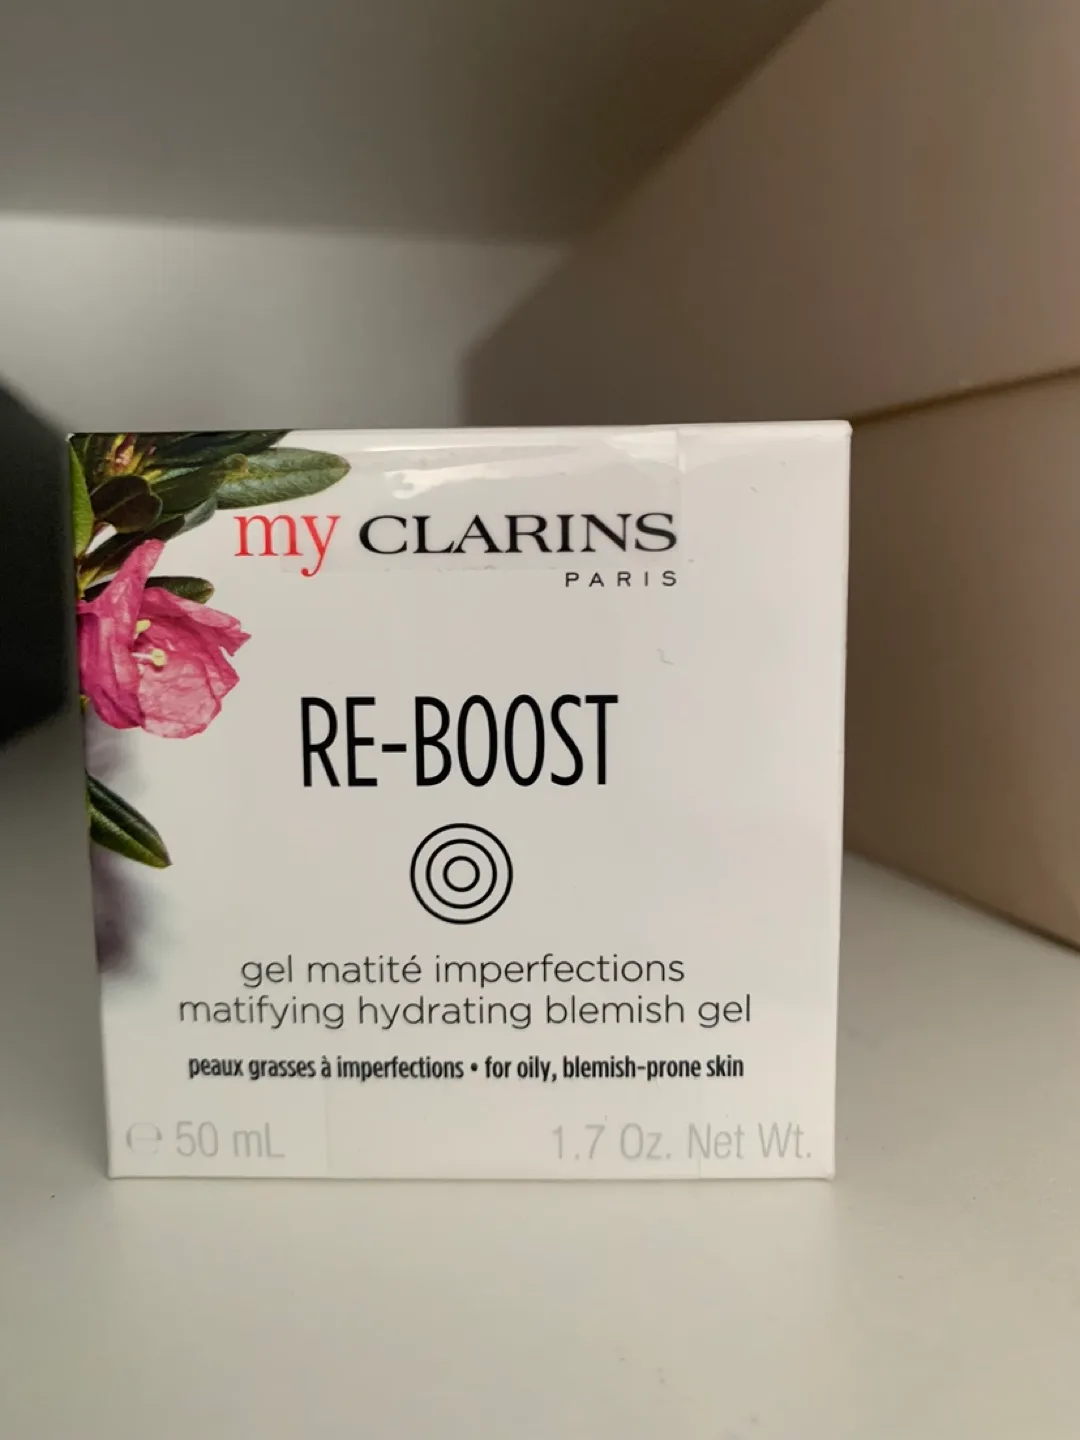 my CLARINS
PARIS
RE-BOOST
gel matité imperfections
matifying hydrating blemish gel
peaux grasses à imperfections • for oily, blemish-prone skin
℮ 50 mL 1.7 Oz. Net Wt.